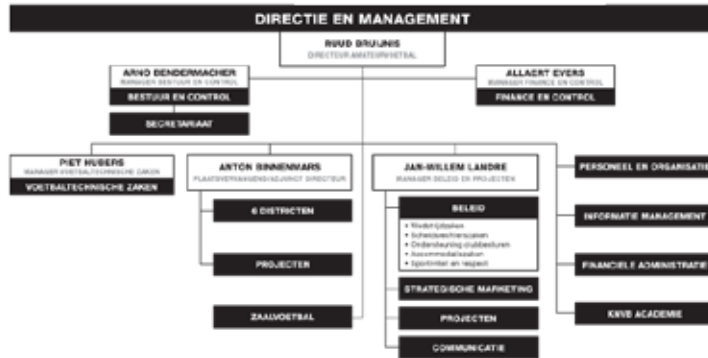 DIRECTIE EN MANAGEMENT
RUUD BRUIJNIS
DIRECTEUR AMATEURVOETBAL
ARNO BENDERMACHER
MANAGER BESTUUR EN CONTROL
BESTUUR EN CONTROL
SECRETARIAAT
ALLAERT EVERS
MANAGER FINANCE EN CONTROL
FINANCE EN CONTROL
PIET HUBERS
MANAGER VOETBALTECHNISCHE ZAKEN
VOETBALTECHNISCHE ZAKEN
ANTON BINNENMARS
PLAATSVERVANGEND/ADJUNCT DIRECTEUR
6 DISTRICTEN
PROJECTEN
ZAALVOETBAL
JAN-WILLEM LANDRE
MANAGER BELEID EN PROJECTEN
BELEID
• Wedstrijdzaken
• Scheidsrechterszaken
• Ondersteuning clubbesturen
• Accommodatiezaken
• Sportiviteit en respect
STRATEGISCHE MARKETING
PROJECTEN
COMMUNICATIE
PERSONEEL EN ORGANISATIE
INFORMATIE MANAGEMENT
FINANCIELE ADMINISTRATIE
KNVB ACADEMIE